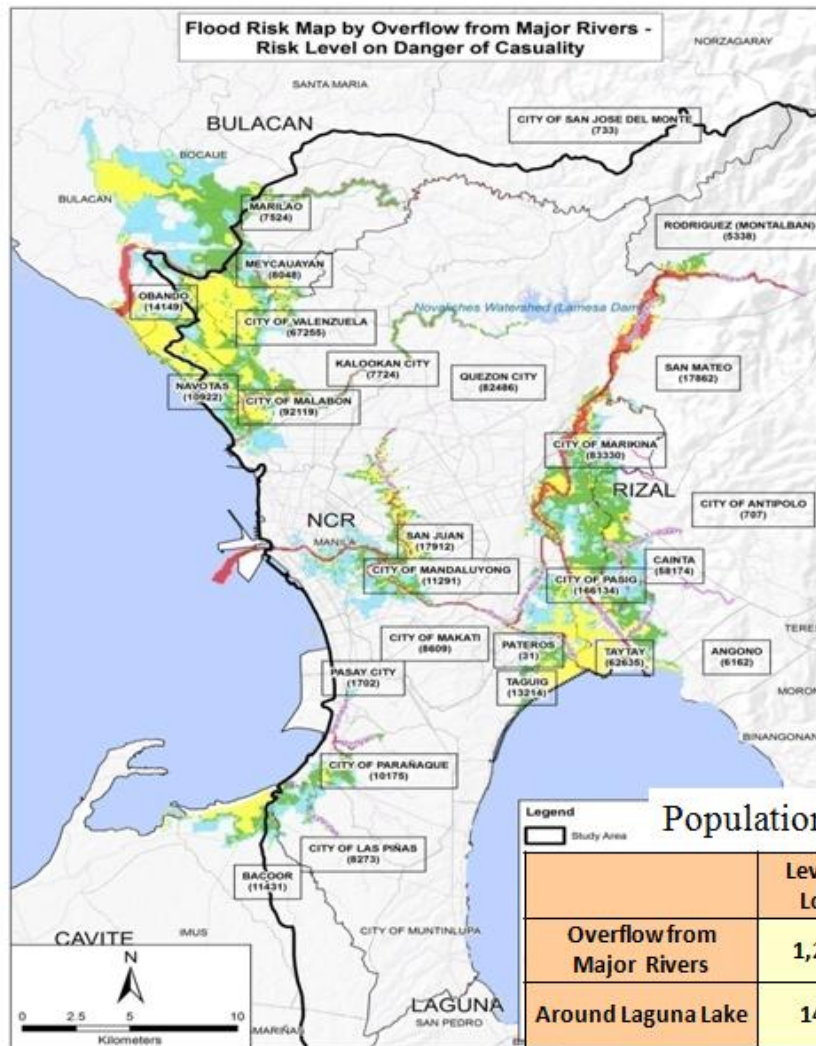 Flood Risk Map by Overflow from Major Rivers -
Risk Level on Danger of Casuality
NORZAGARAY
SANTA MARIA
BULACAN
CITY OF SAN JOSE DEL MONTE
(733)
BOCAUE
BULACAN
MARILAO
(7524)
RODRIGUEZ (MONTALBAN)
(5338)
MEYCAUAYAN
(8048)
OBANDO
(14149)
Novaliches Watershed (Lamesa Dam)
CITY OF VALENZUELA
(67255)
KALOOKAN CITY
(7724)
QUEZON CITY
(82486)
SAN MATEO
(17862)
NAVOTAS
(10922)
CITY OF MALABON
(92119)
CITY OF MARIKINA
(83330)
RIZAL
NCR
MANILA
CITY OF ANTIPOLO
(707)
SAN JUAN
(17912)
CITY OF MANDALUYONG
(11291)
CAINTA
(58174)
CITY OF PASIG
(166134)
CITY OF MAKATI
(8609)
PATEROS
(31)
TAYTAY
(62635)
ANGONO
(6162)
PASAY CITY
(1702)
TAGUIG
(13214)
BINANGONAN
CITY OF PARAÑAQUE
(10175)
CITY OF LAS PIÑAS
(8273)
BACOOR
(11431)
IMUS
CITY OF MUNTINLUPA
CAVITE
LAGUNA
SAN PEDRO
N
0 2.5 5 10
Kilometers
Legend
Study Area
Population
Overflow from
Major Rivers
Around Laguna Lake